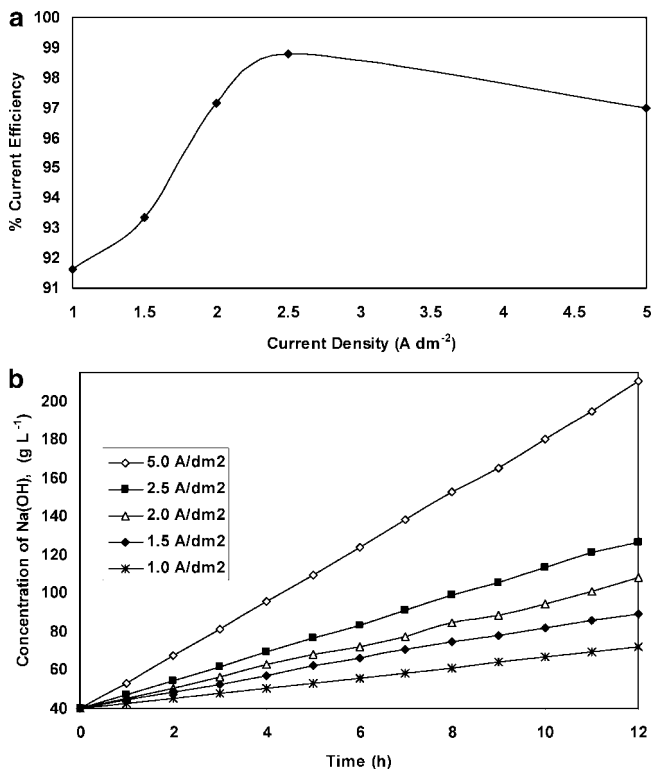 a
100
99
98
97
96
95
94
93
92
91
% Current Efficiency
1 1.5 2 2.5 3 3.5 4 4.5 5
Current Density (A dm-2)
b
200
180
160
140
120
100
80
60
40
Concentration of Na(OH), (g L -1)
5.0 A/dm2
2.5 A/dm2
2.0 A/dm2
1.5 A/dm2
1.0 A/dm2
0 2 4 6 8 10 12
Time (h)